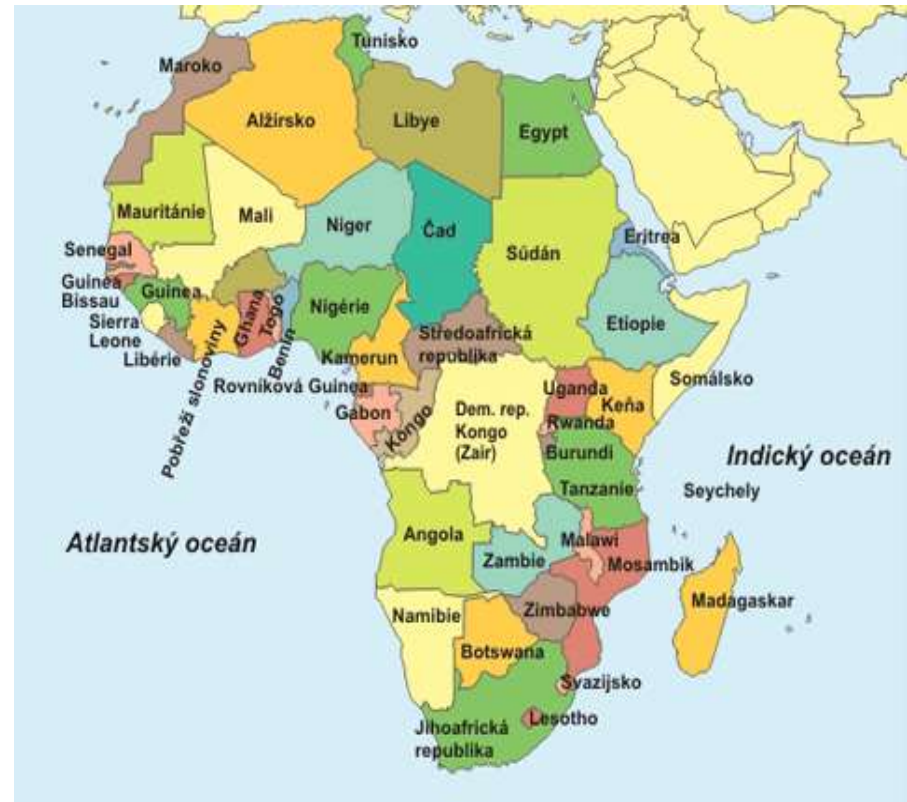 Tunisko
Maroko
Alžírsko
Libye
Egypt
Mauritánie
Mali
Niger
Čad
Súdán
Eritrea
Senegal
Guinea
Bissau
Guinea
Sierra
Leone
Libérie
Pobřeží slonoviny
Ghana
Togo
Benin
Nigérie
Etiopie
Středoafrická
republika
Kamerun
Rovníková Guinea
Somálsko
Uganda
Keňa
Gabon
Kongo
Dem. rep.
Kongo
(Zair)
Rwanda
Burundi
Indický oceán
Tanzanie
Seychely
Atlantský oceán
Angola
Malawi
Zambie
Mosambik
Madagaskar
Namibie
Zimbabwe
Botswana
Svazijsko
Lesotho
Jihoafrická
republika